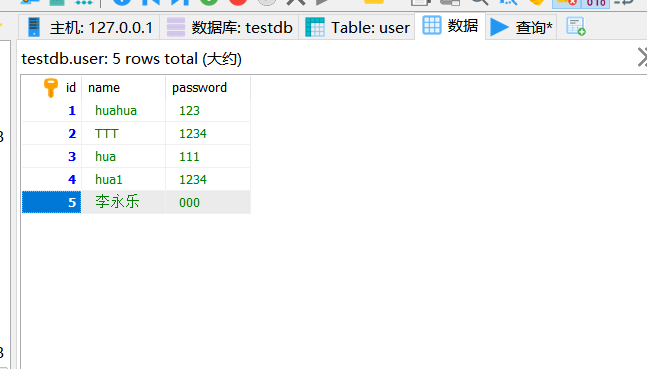 主机: 127.0.0.1 数据库: testdb Table: user 数据 查询*
testdb.user: 5 rows total (大约)
id name password
1 huahua 123
2 TTT 1234
3 hua 111
4 hua1 1234
5 李永乐 000